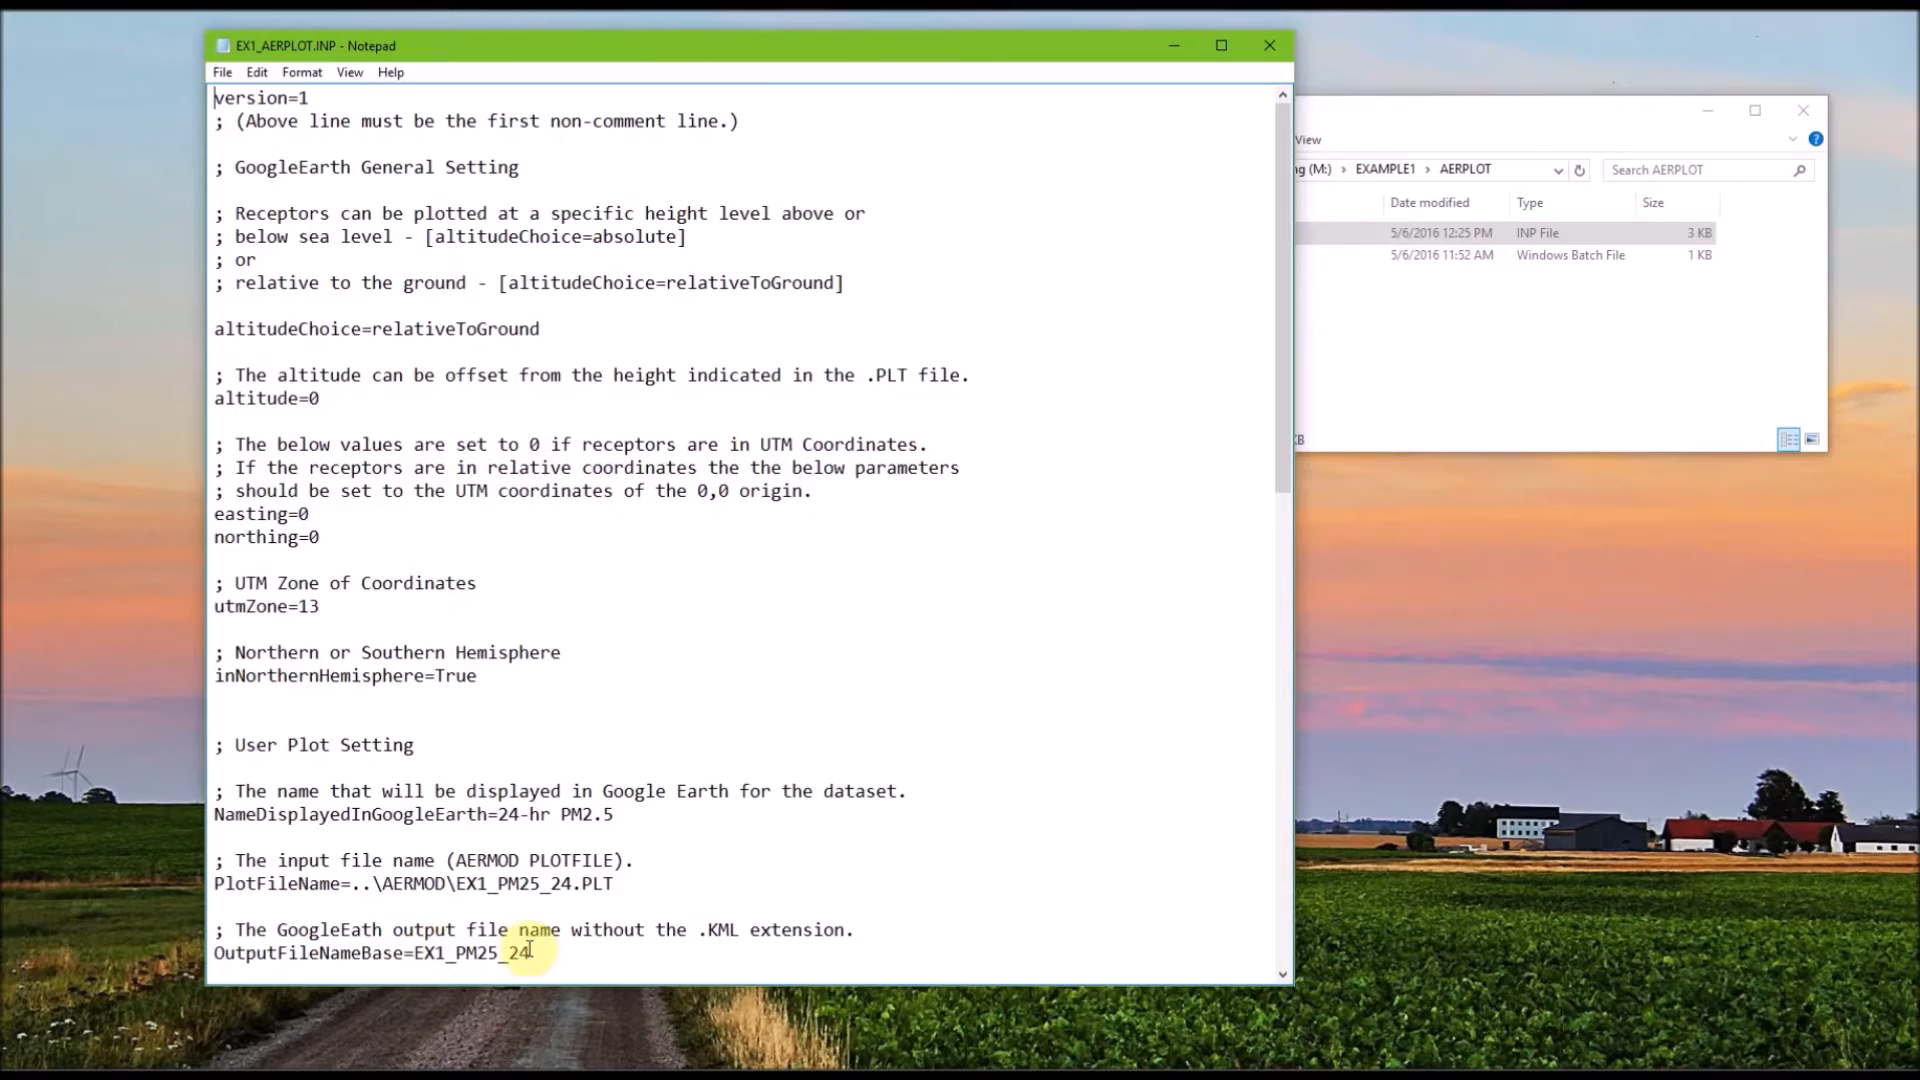 EX1_AERPLOT.INP - Notepad
File Edit Format View Help
version=1
; (Above line must be the first non-comment line.)
; GoogleEarth General Setting
; Receptors can be plotted at a specific height level above or
; below sea level - [altitudeChoice=absolute]
; or
; relative to the ground - [altitudeChoice=relativeToGround]
altitudeChoice=relativeToGround
; The altitude can be offset from the height indicated in the .PLT file.
altitude=0
; The below values are set to 0 if receptors are in UTM Coordinates.
; If the receptors are in relative coordinates the the below parameters
; should be set to the UTM coordinates of the 0,0 origin.
easting=0
northing=0
; UTM Zone of Coordinates
utmZone=13
; Northern or Southern Hemisphere
inNorthernHemisphere=True
; User Plot Setting
; The name that will be displayed in Google Earth for the dataset.
NameDisplayedInGoogleEarth=24-hr PM2.5
; The input file name (AERMOD PLOTFILE).
PlotFileName=..\AERMOD\EX1_PM25_24.PLT
; The GoogleEath output file name without the .KML extension.
OutputFileNameBase=EX1_PM25_24
View
ng (M:) › EXAMPLE1 › AERPLOT
Search AERPLOT
Date modified Type Size
5/6/2016 12:25 PM INP File 3 KB
5/6/2016 11:52 AM Windows Batch File 1 KB
KB